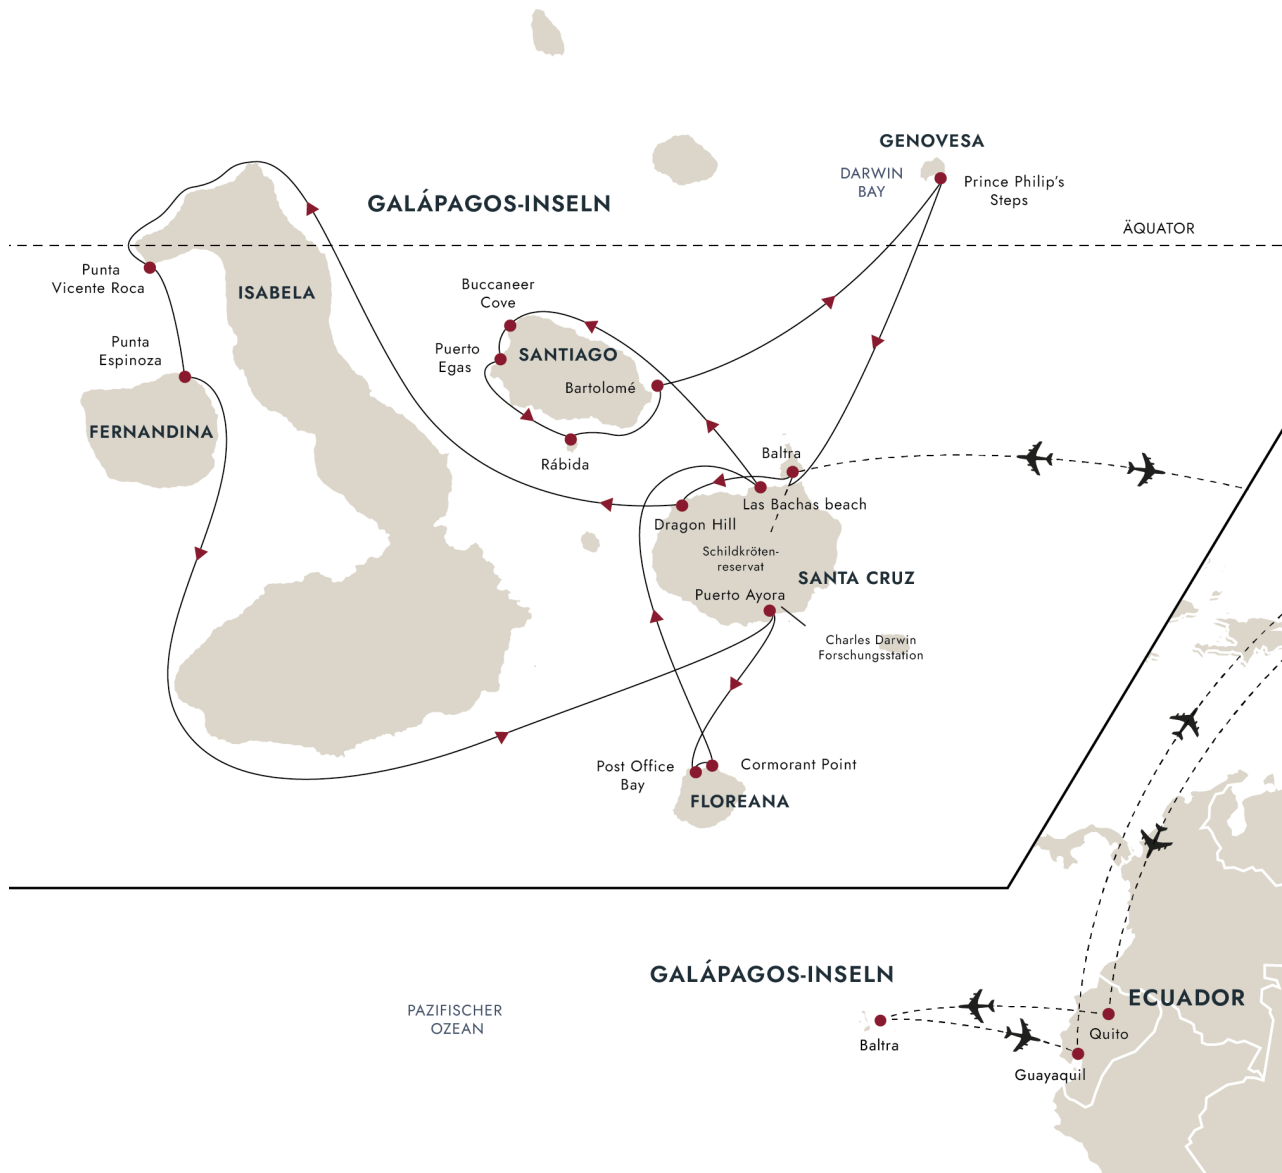 GENOVESA
DARWIN
BAY
Prince Philip's
Steps
GALÁPAGOS-INSELN
ÄQUATOR
Punta
Vicente Roca
ISABELA
Buccaneer
Cove
Punta
Espinoza
Puerto
Egas
SANTIAGO
Bartolomé
FERNANDINA
Rábida
Baltra
Las Bachas beach
Dragon Hill
Schildkröten-
reservat
SANTA CRUZ
Puerto Ayora
Charles Darwin
Forschungsstation
Post Office
Bay
Cormorant Point
FLOREANA
GALÁPAGOS-INSELN
PAZIFISCHER
OZEAN
ECUADOR
Quito
Baltra
Guayaquil